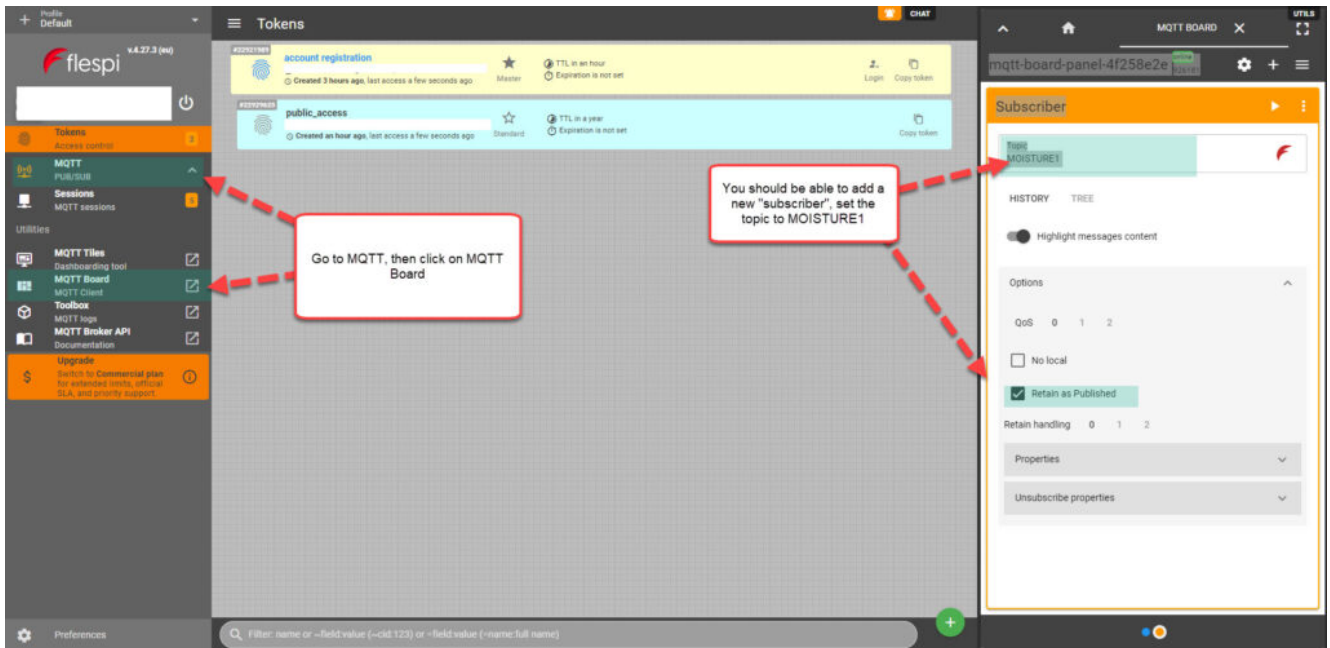 Profile
Default
flespi
v.4.27.3 (eu)
Tokens
Access control
2
MQTT
PUB/SUB
Sessions
MQTT sessions
5
Utilities
MQTT Tiles
Dashboarding tool
MQTT Board
MQTT Client
Toolbox
MQTT logs
MQTT Broker API
Documentation
Upgrade
Switch to Commercial plan
for extended limits, official
SLA, and priority support.
Preferences
Tokens
CHAT
#22921989
account registration
Created 3 hours ago, last access a few seconds ago
Master
TTL in an hour
Expiration is not set
Login
Copy token
public_access
Created an hour ago, last access a few seconds ago
Standard
TTL in a year
Expiration is not set
Copy token
Go to MQTT, then click on MQTT
Board
You should be able to add a
new "subscriber", set the
topic to MOISTURE1
Filter: name or ~field:value (~cid:123) or =field:value (=name:full name)
UTILS
MQTT BOARD
mqtt-board-panel-4f258e2e
Subscriber
Topic
MOISTURE1
HISTORY TREE
Highlight messages content
Options
QoS 0 1 2
No local
Retain as Published
Retain handling 0 1 2
Properties
Unsubscribe properties